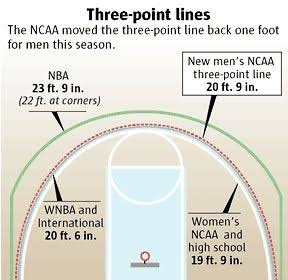 Three-point lines
The NCAA moved the three-point line back one foot
for men this season.
NBA
23 ft. 9 in.
(22 ft. at corners)
New men's NCAA
three-point line
20 ft. 9 in.
WNBA and
International
20 ft. 6 in.
Women's
NCAA and
high school
19 ft. 9 in.